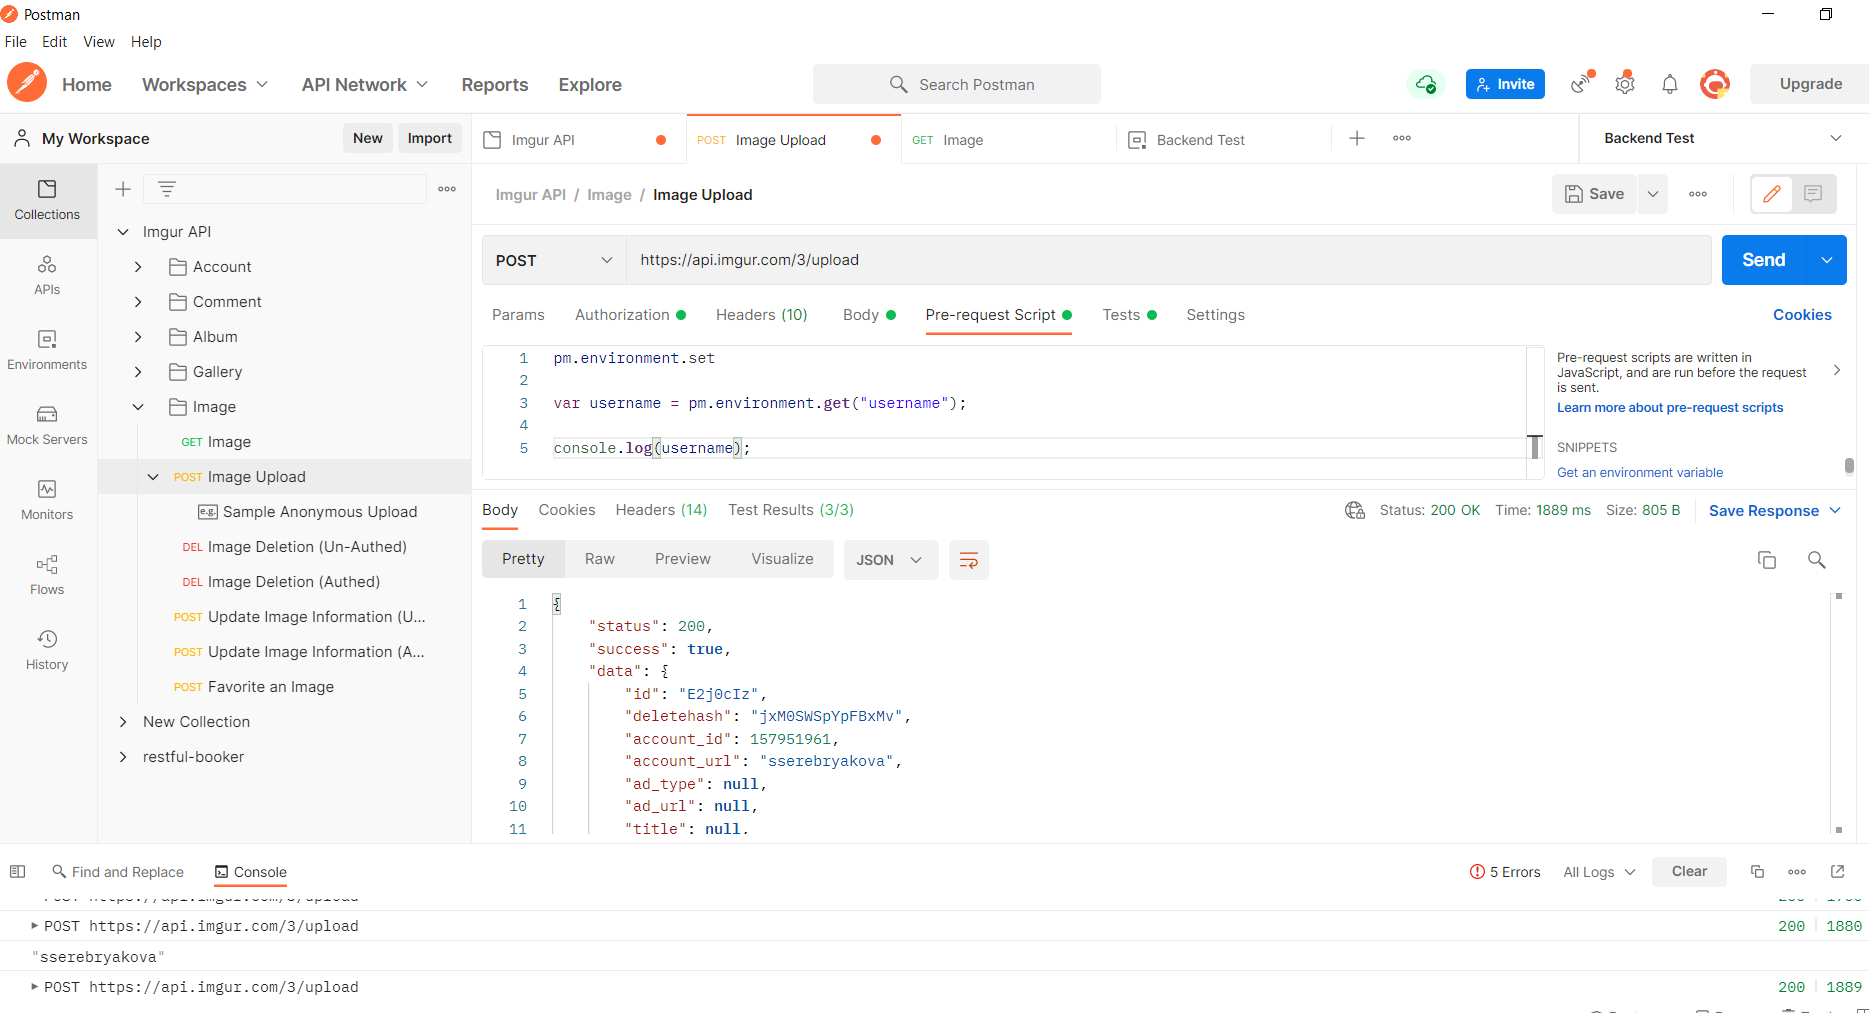 Postman
File Edit View Help
Home Workspaces API Network Reports Explore Search Postman Invite Upgrade
My Workspace New Import Imgur API POST Image Upload GET Image Backend Test Backend Test
Collections
APIs
Environments
Mock Servers
Monitors
Flows
History
Imgur API
Account
Comment
Album
Gallery
Image
GET Image
POST Image Upload
e.g. Sample Anonymous Upload
DEL Image Deletion (Un-Authed)
DEL Image Deletion (Authed)
POST Update Image Information (U...
POST Update Image Information (A...
POST Favorite an Image
New Collection
restful-booker
Imgur API / Image / Image Upload Save
POST https://api.imgur.com/3/upload Send
Params Authorization Headers (10) Body Pre-request Script Tests Settings Cookies
1 pm.environment.set
2
3 var username = pm.environment.get("username");
4
5 console.log(username);
Pre-request scripts are written in
JavaScript, and are run before the request
is sent.
Learn more about pre-request scripts
SNIPPETS
Get an environment variable
Body Cookies Headers (14) Test Results (3/3) Status: 200 OK Time: 1889 ms Size: 805 B Save Response
Pretty Raw Preview Visualize JSON
1 {
2 "status": 200,
3 "success": true,
4 "data": {
5 "id": "E2j0cIz",
6 "deletehash": "jxM0SWSpYpFBxMv",
7 "account_id": 157951961,
8 "account_url": "sserebryakova",
9 "ad_type": null,
10 "ad_url": null,
11 "title": null,
Find and Replace Console 5 Errors All Logs Clear
POST https://api.imgur.com/3/upload
POST https://api.imgur.com/3/upload 200 1880
"sserebryakova"
POST https://api.imgur.com/3/upload 200 1889